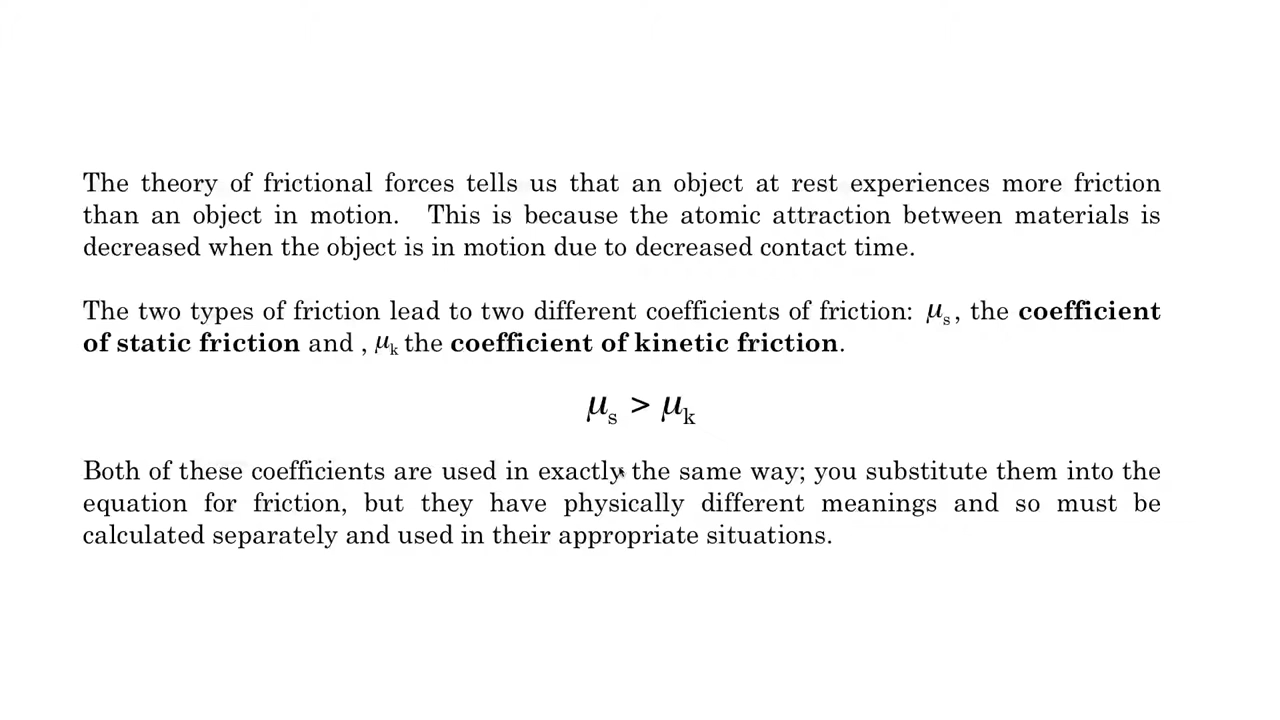 The theory of frictional forces tells us that an object at rest experiences more friction
than an object in motion. This is because the atomic attraction between materials is
decreased when the object is in motion due to decreased contact time.
The two types of friction lead to two different coefficients of friction: μs, the coefficient
of static friction and , μk the coefficient of kinetic friction.
μs > μk
Both of these coefficients are used in exactly the same way; you substitute them into the
equation for friction, but they have physically different meanings and so must be
calculated separately and used in their appropriate situations.